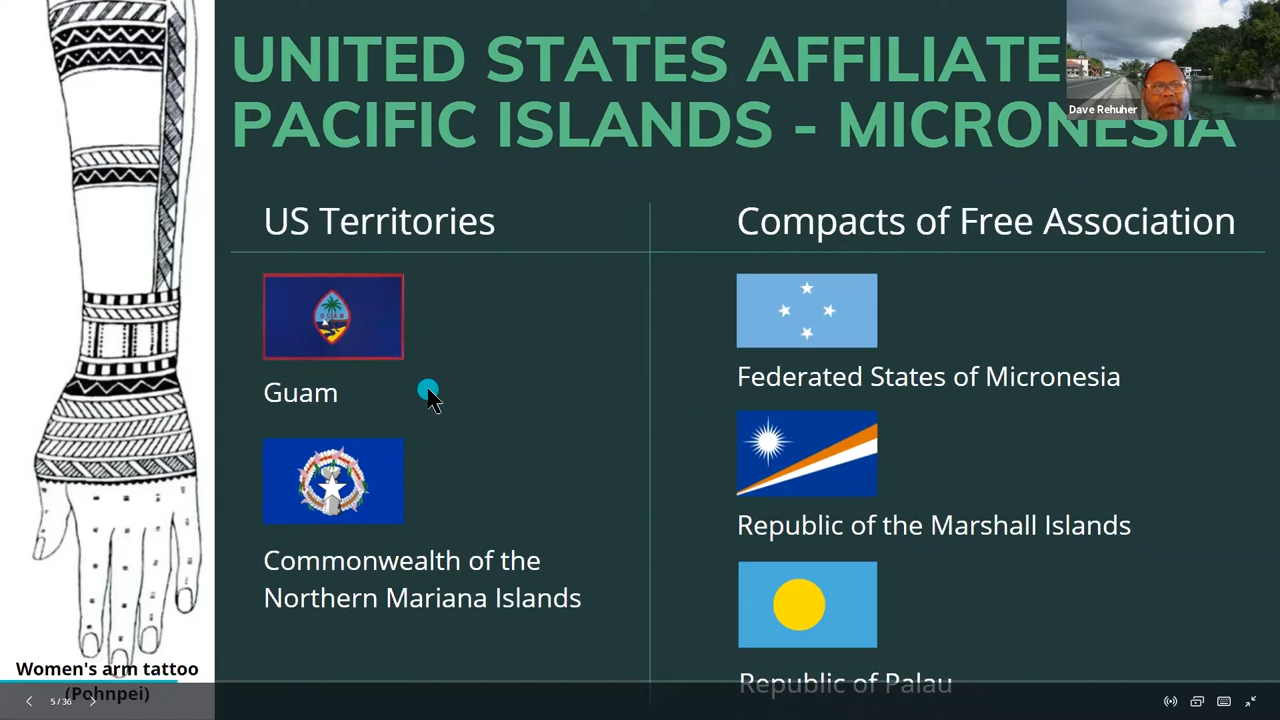 UNITED STATES AFFILIATE
PACIFIC ISLANDS - MICRONESIA
Dave Rehuher
US Territories
Compacts of Free Association
GUAM
Guam
Federated States of Micronesia
Republic of the Marshall Islands
Commonwealth of the
Northern Mariana Islands
Republic of Palau
Women's arm tattoo
(Pohnpei)
5 / 36